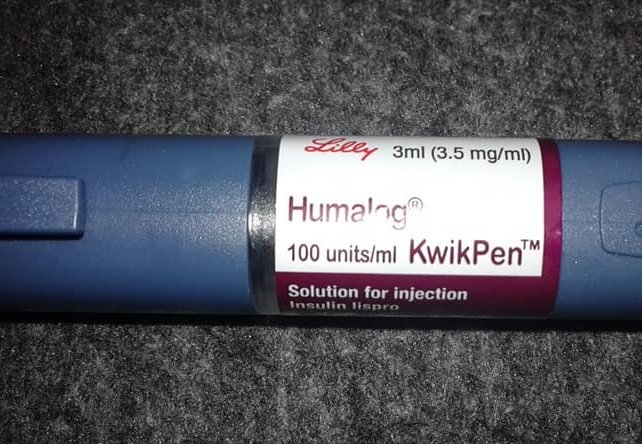 Lilly 3ml (3.5 mg/ml)
Humalog®
100 units/ml KwikPen™
Solution for injection
Insulin lispro